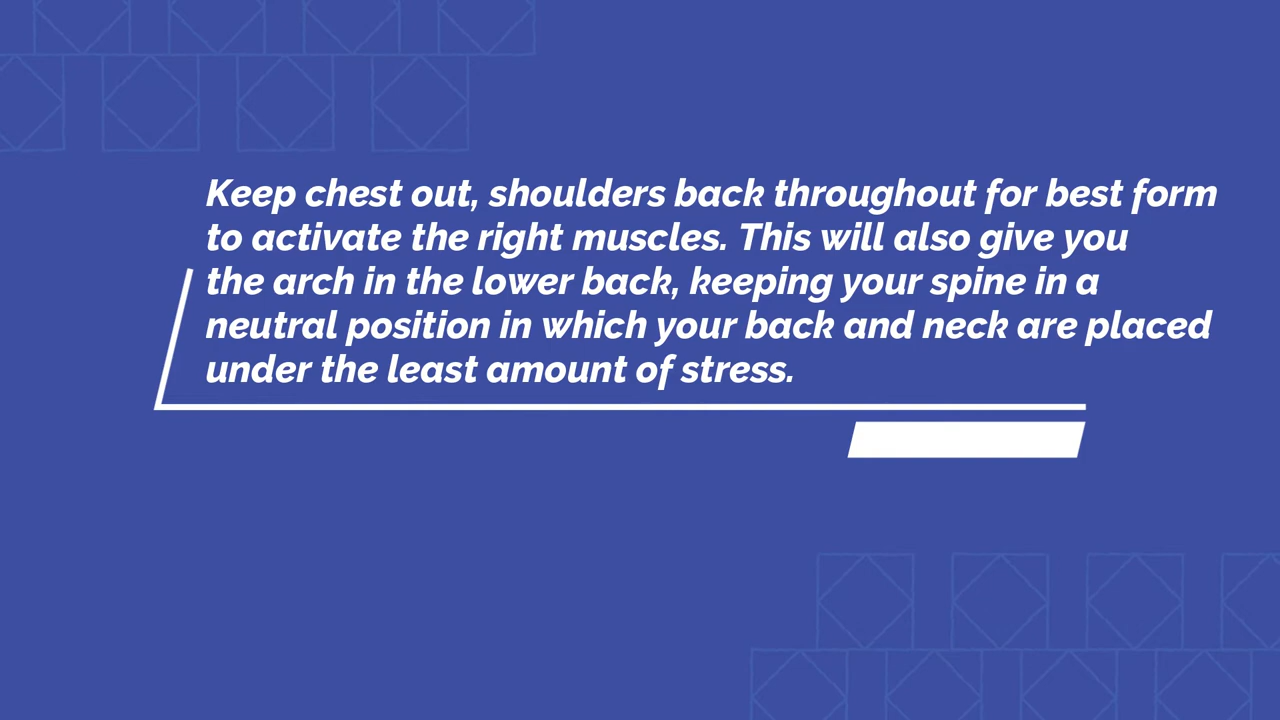 Keep chest out, shoulders back throughout for best form
to activate the right muscles. This will also give you
the arch in the lower back, keeping your spine in a
neutral position in which your back and neck are placed
under the least amount of stress.